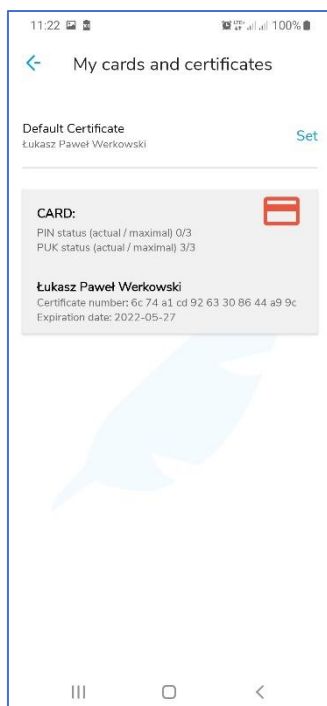 11:22 100%
My cards and certificates
Default Certificate
Łukasz Paweł Werkowski
Set
CARD:
PIN status (actual / maximal) 0/3
PUK status (actual / maximal) 3/3
Łukasz Paweł Werkowski
Certificate number: 6c 74 a1 cd 92 63 30 86 44 a9 9c
Expiration date: 2022-05-27